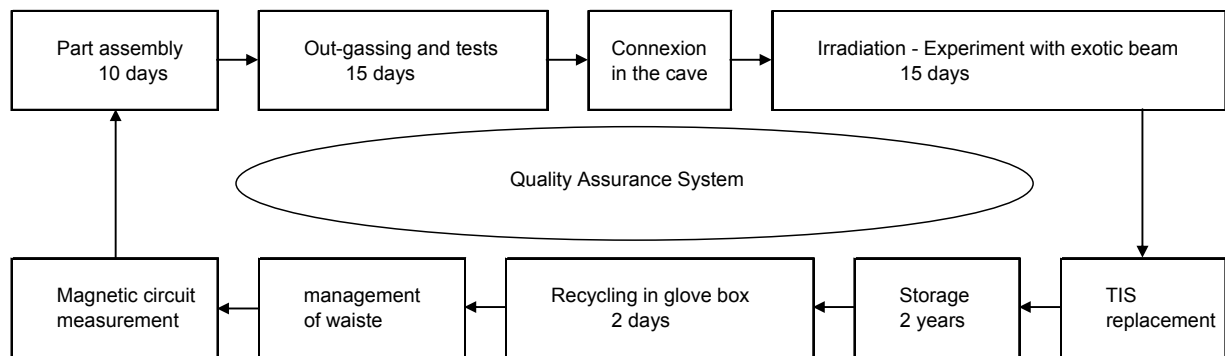 Part assembly
10 days
Out-gassing and tests
15 days
Connexion
in the cave
Irradiation - Experiment with exotic beam
15 days
Quality Assurance System
Magnetic circuit
measurement
management
of waiste
Recycling in glove box
2 days
Storage
2 years
TIS
replacement